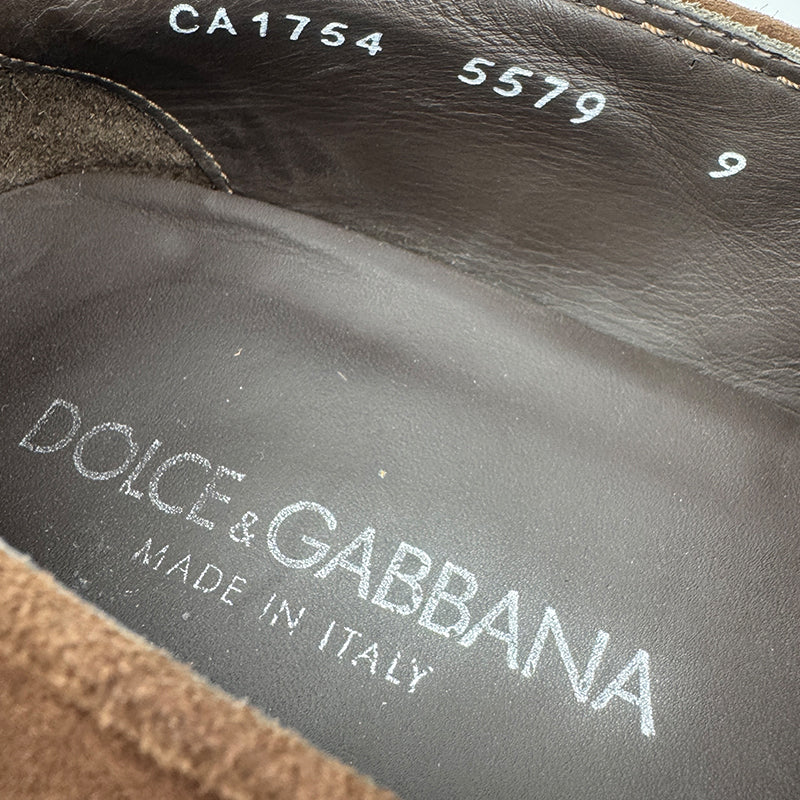 CA1754 5579 9
DOLCE & GABBANA
MADE IN ITALY